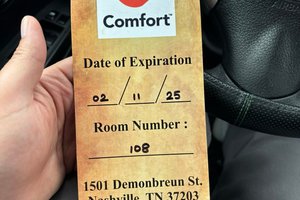 Comfort
Date of Expiration
02 / 11 / 25
Room Number :
108
1501 Demonbreun St.
Nashville, TN 37203